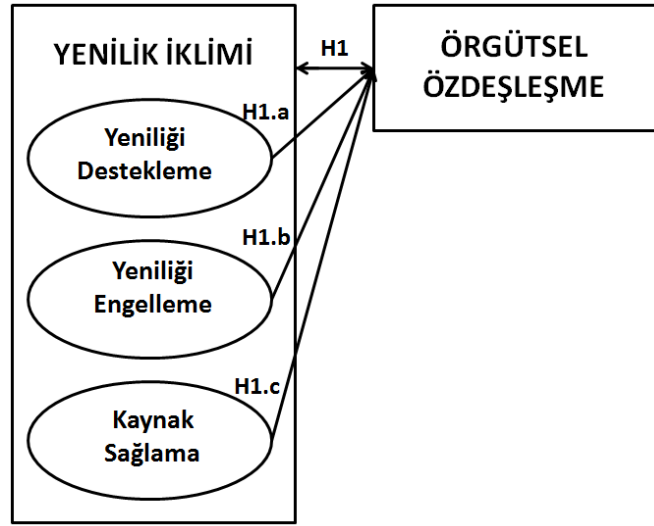 YENİLİK İKLİMİ
H1
ÖRGÜTSEL
ÖZDEŞLEŞME
H1.a
Yeniliği
Destekleme
H1.b
Yeniliği
Engelleme
H1.c
Kaynak
Sağlama